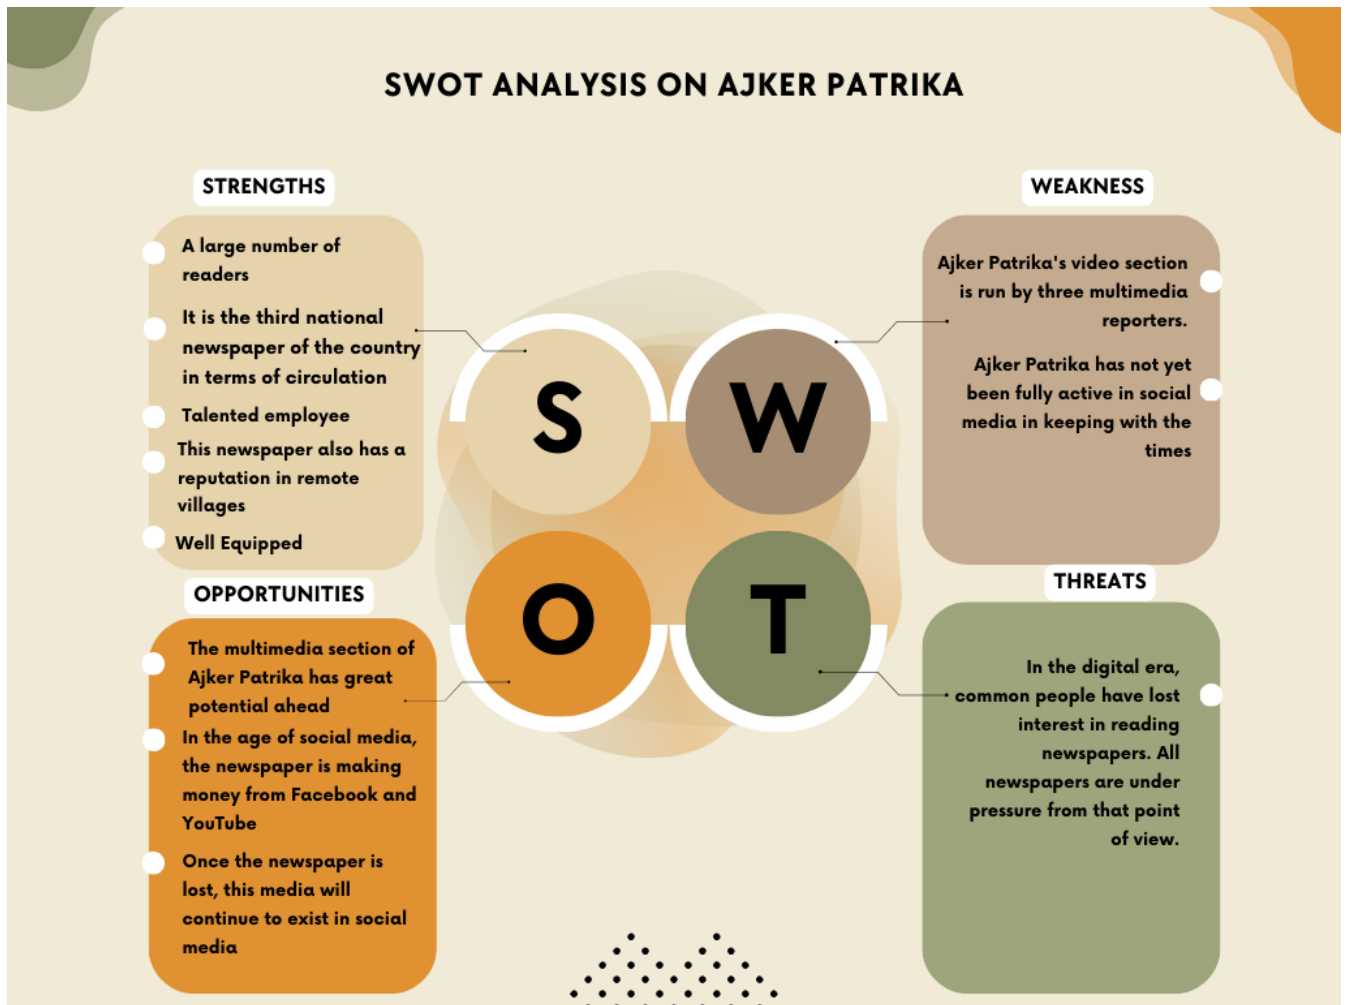 SWOT ANALYSIS ON AJKER PATRIKA
STRENGTHS
A large number of
readers
It is the third national
newspaper of the country
in terms of circulation
Talented employee
This newspaper also has a
reputation in remote
villages
Well Equipped
WEAKNESS
Ajker Patrika's video section
is run by three multimedia
reporters.
Ajker Patrika has not yet
been fully active in social
media in keeping with the
times
S
W
O
T
OPPORTUNITIES
The multimedia section of
Ajker Patrika has great
potential ahead
In the age of social media,
the newspaper is making
money from Facebook and
YouTube
Once the newspaper is
lost, this media will
continue to exist in social
media
THREATS
In the digital era,
common people have lost
interest in reading
newspapers. All
newspapers are under
pressure from that point
of view.